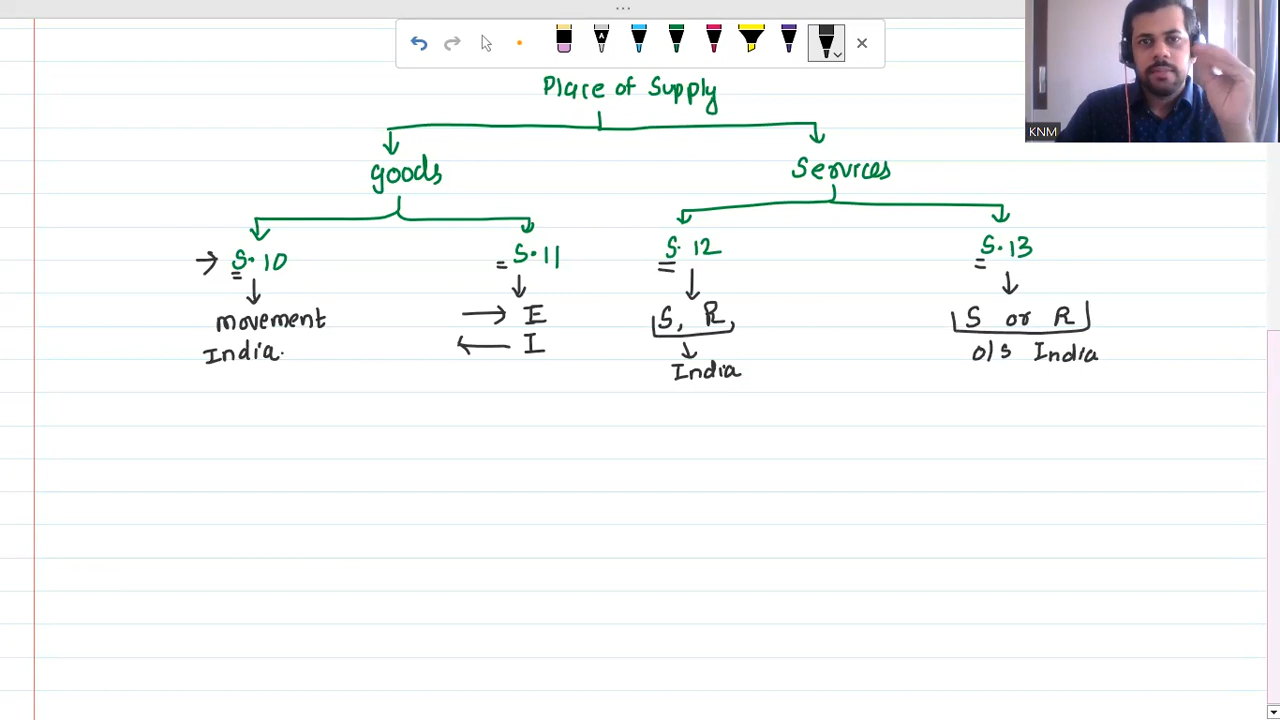 Place of Supply
goods
Services
→ S. 10
S. 11
S. 12
S. 13
movement
India.
→ E
← I
S, R
India
S or R
o/s India
KNM
A